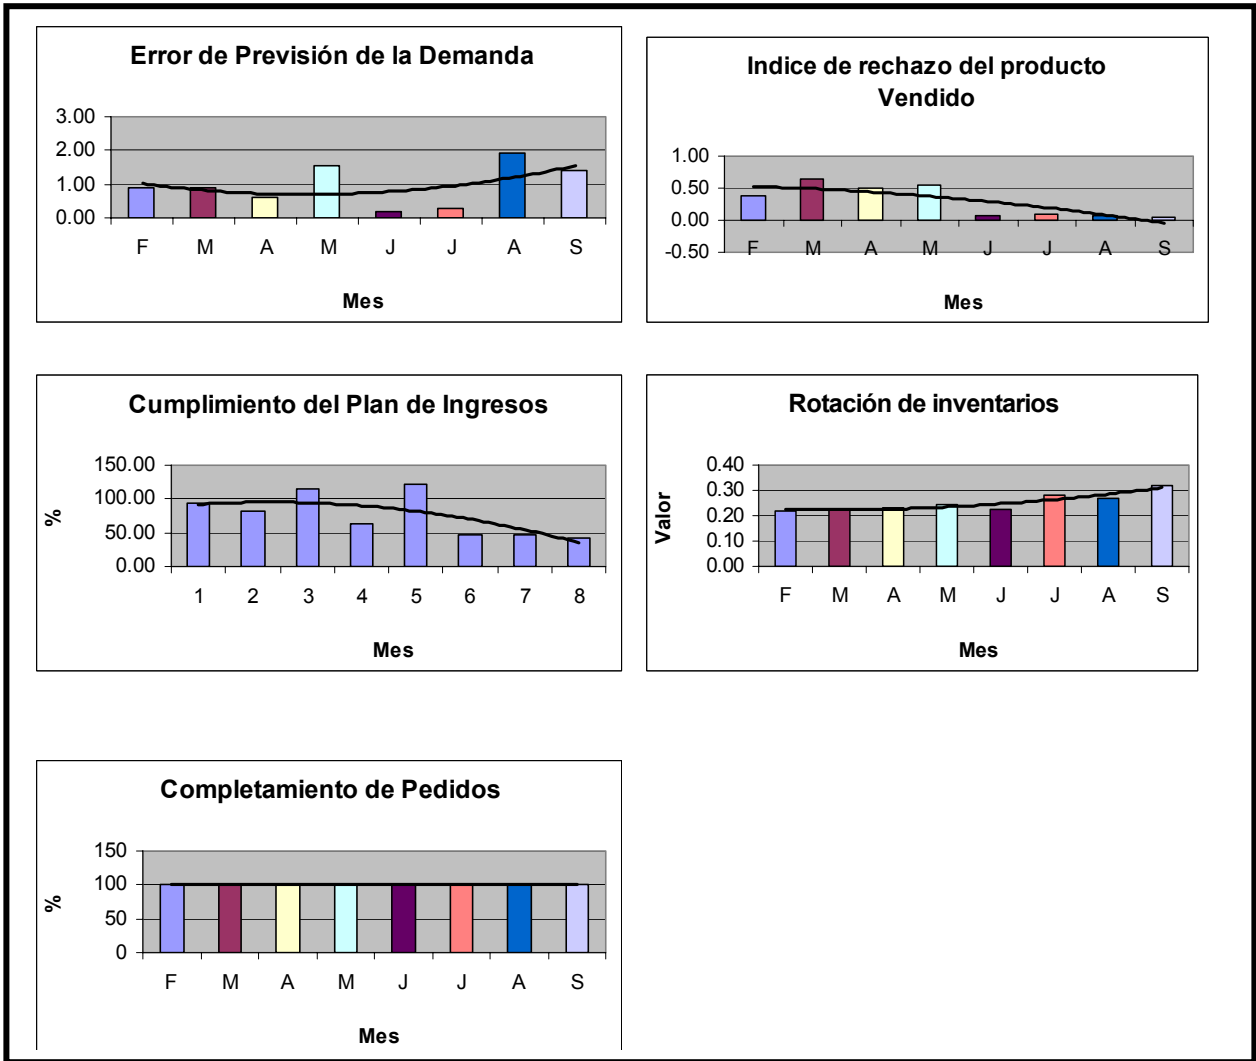 Error de Previsión de la Demanda
3.00
2.00
1.00
0.00
F M A M J J A S
Mes
Indice de rechazo del producto
Vendido
1.00
0.50
0.00
-0.50
F M A M J J A S
Mes
Cumplimiento del Plan de Ingresos
%
150.00
100.00
50.00
0.00
1 2 3 4 5 6 7 8
Mes
Rotación de inventarios
Valor
0.40
0.30
0.20
0.10
0.00
F M A M J J A S
Mes
Completamiento de Pedidos
%
150
100
50
0
F M A M J J A S
Mes